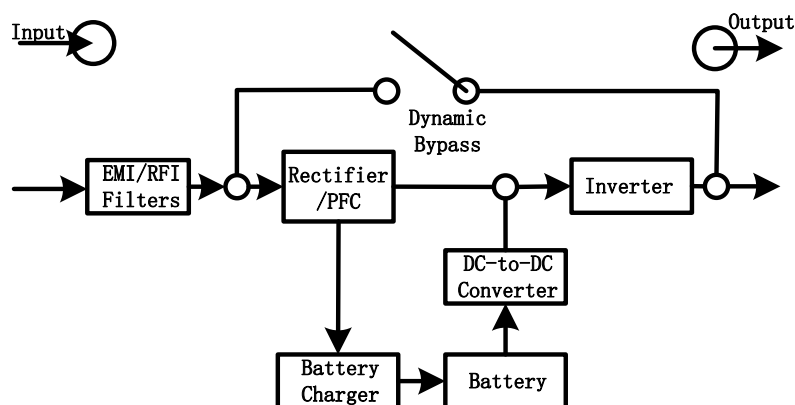 Input
Output
Dynamic
Bypass
EMI/RFI
Filters
Rectifier
/PFC
Inverter
DC-to-DC
Converter
Battery
Charger
Battery